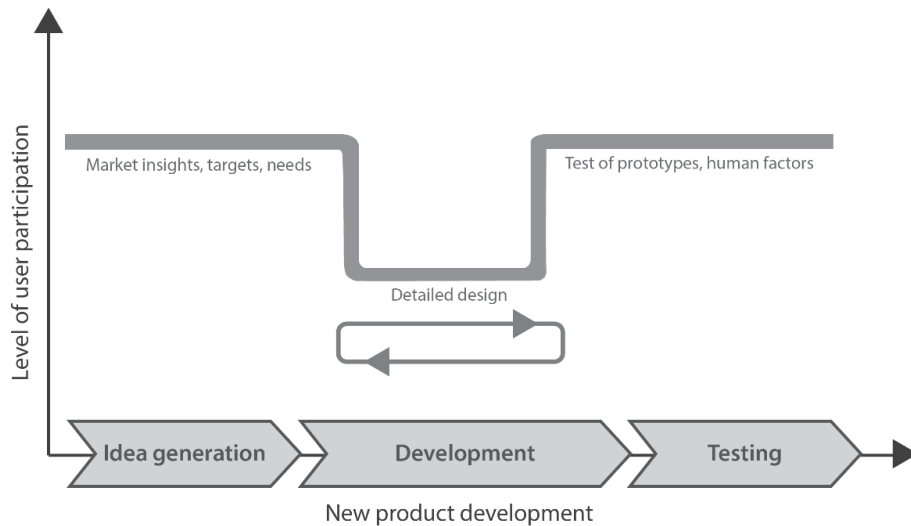 Level of user participation
Market insights, targets, needs
Test of prototypes, human factors
Detailed design
Idea generation
Development
Testing
New product development